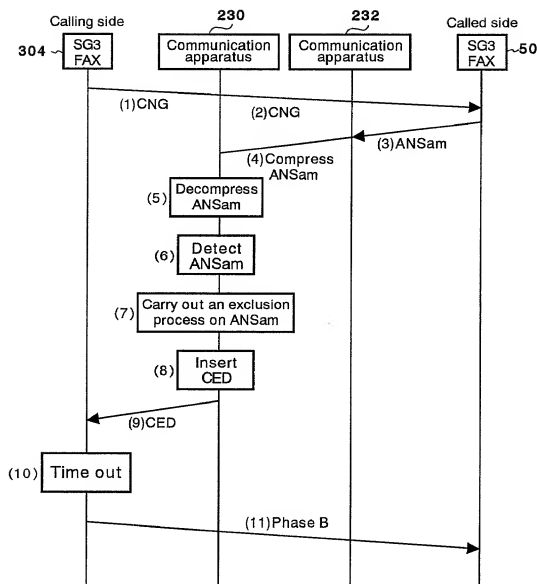 Calling side
230
232
Called side
304
SG3
FAX
Communication
apparatus
Communication
apparatus
SG3
FAX
50
(1)CNG
(2)CNG
(3)ANSam
(4)Compress
ANSam
(5)
Decompress
ANSam
(6)
Detect
ANSam
(7)
Carry out an exclusion
process on ANSam
(8)
Insert
CED
(9)CED
(10)
Time out
(11)Phase B